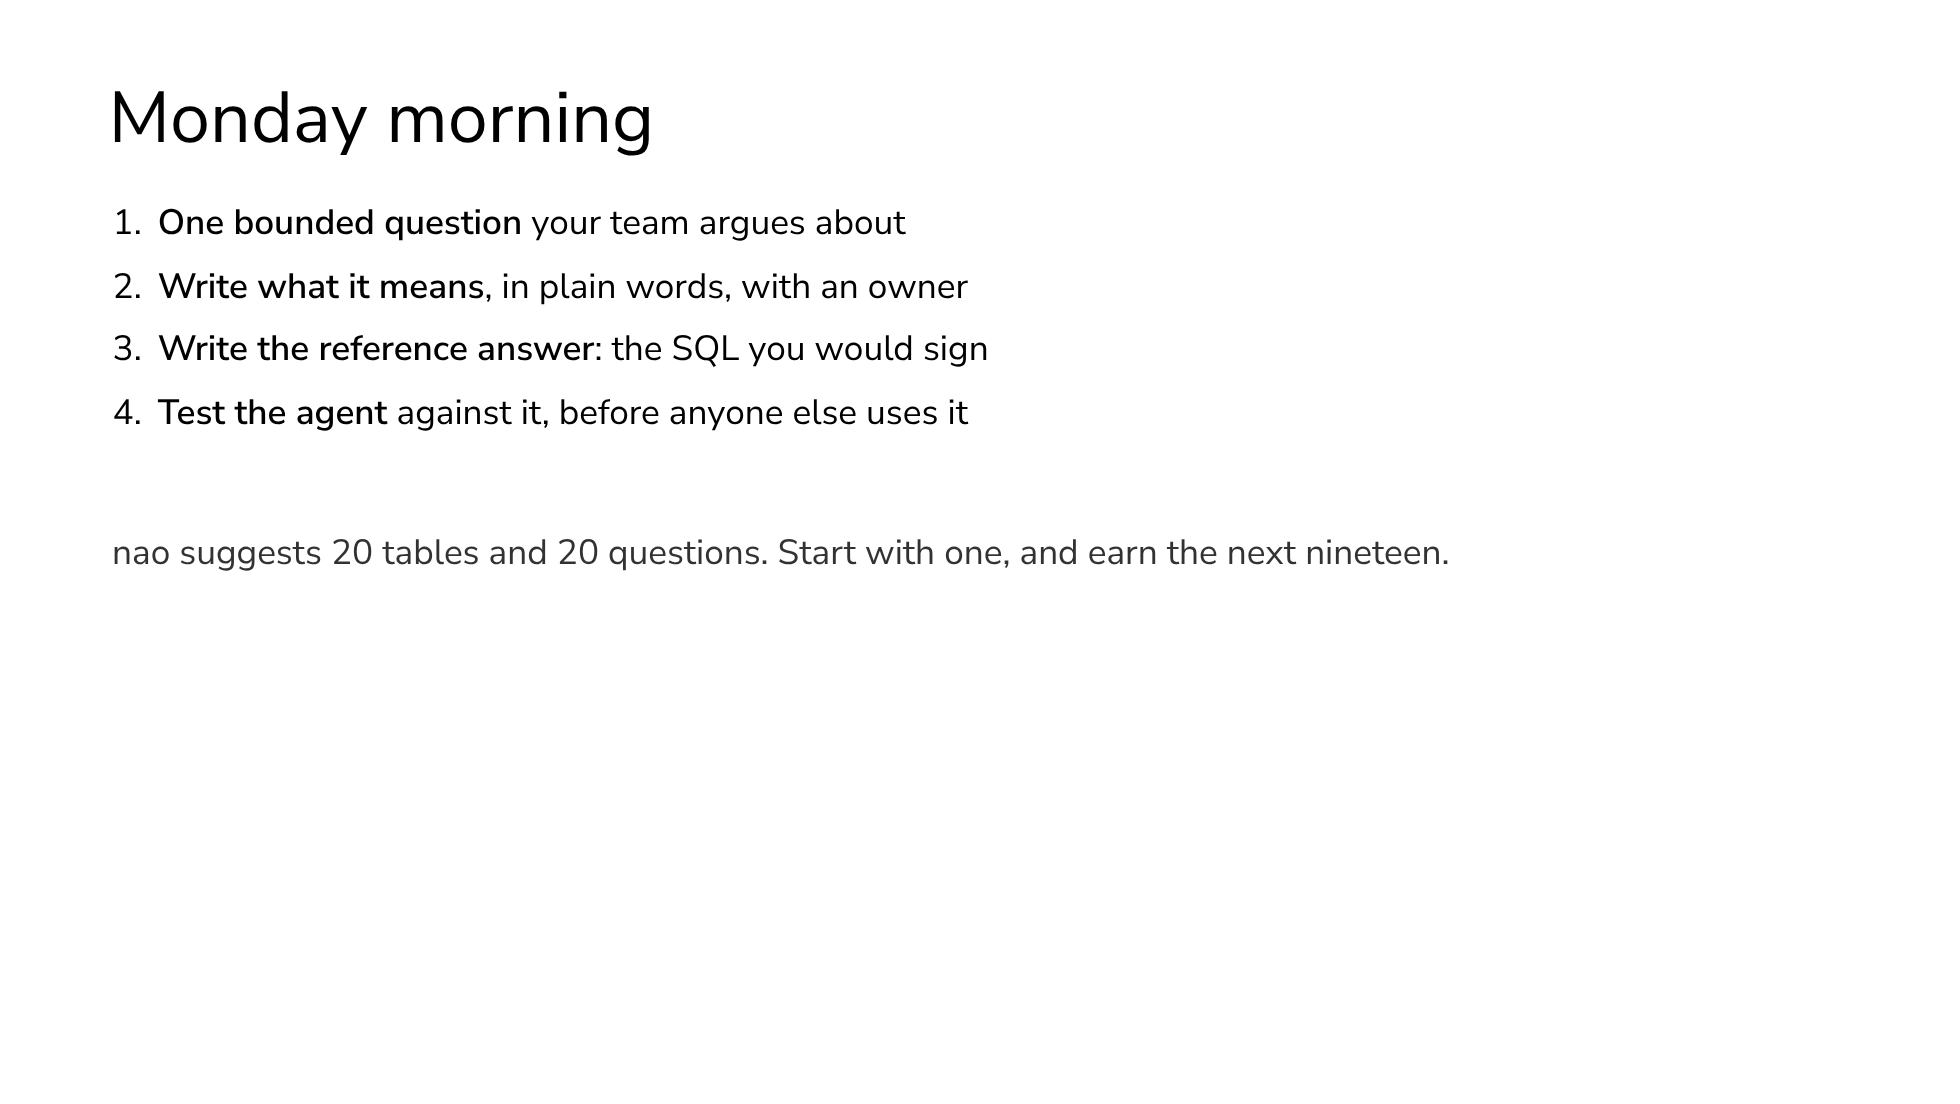 Monday morning
1. One bounded question your team argues about
2. Write what it means, in plain words, with an owner
3. Write the reference answer: the SQL you would sign
4. Test the agent against it, before anyone else uses it
nao suggests 20 tables and 20 questions. Start with one, and earn the next nineteen.